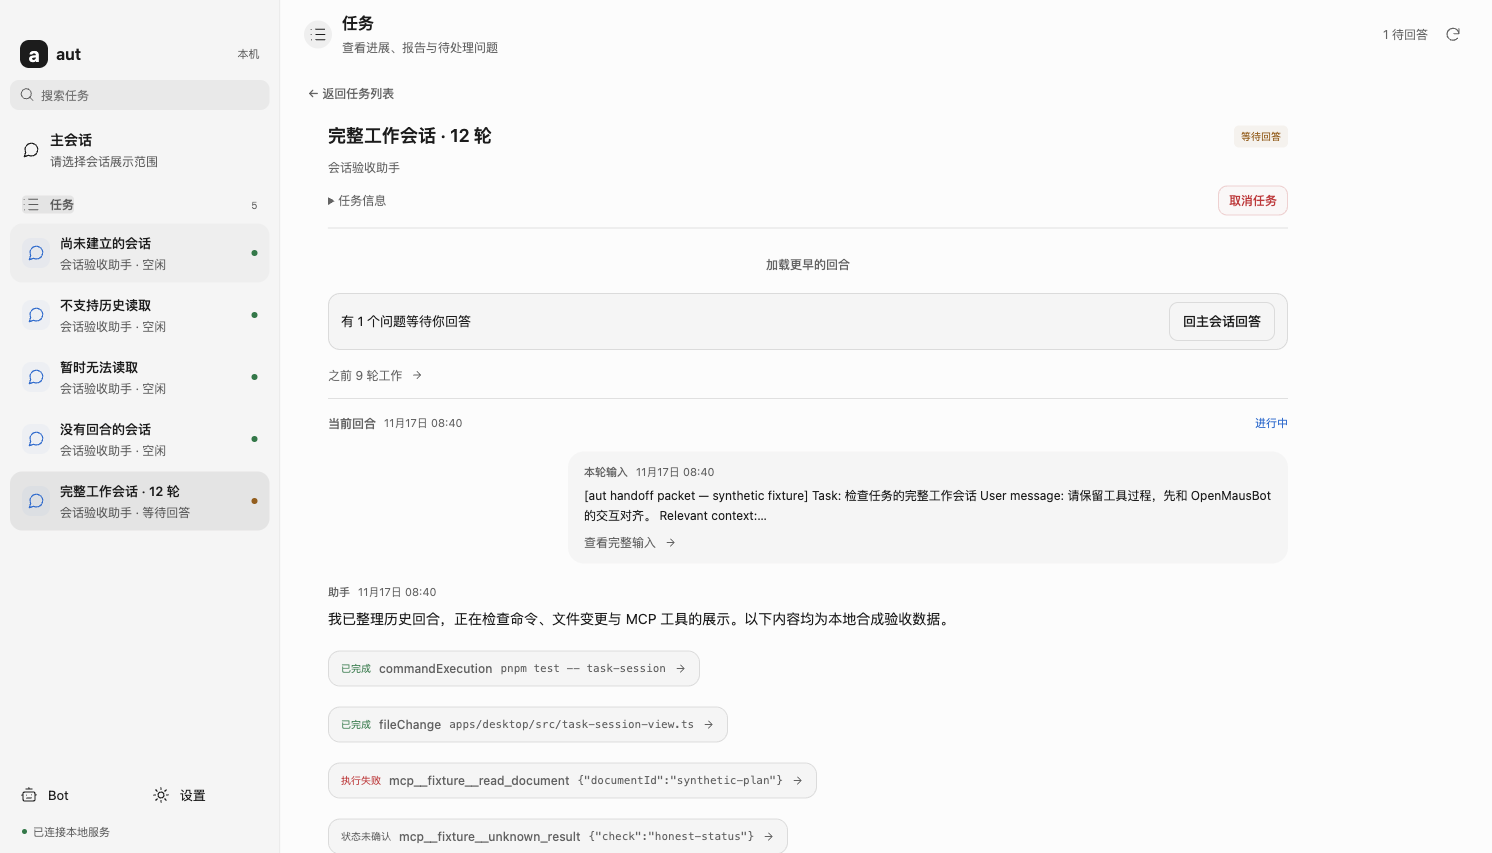 a aut 本机
搜索任务
主会话
请选择会话展示范围
任务 5
尚未建立的会话
会话验收助手 · 空闲
不支持历史读取
会话验收助手 · 空闲
暂时无法读取
会话验收助手 · 空闲
没有回合的会话
会话验收助手 · 空闲
完整工作会话 · 12 轮
会话验收助手 · 等待回答
Bot 设置
已连接本地服务
任务
查看进展、报告与待处理问题
1 待回答
← 返回任务列表
完整工作会话 · 12 轮
等待回答
会话验收助手
▶ 任务信息
取消任务
加载更早的回合
有 1 个问题等待你回答
回主会话回答
之前 9 轮工作 →
当前回合 11月17日 08:40
进行中
本轮输入 11月17日 08:40
[aut handoff packet — synthetic fixture] Task: 检查任务的完整工作会话 User message: 请保留工具过程，先和 OpenMausBot
的交互对齐。 Relevant context:…
查看完整输入 →
助手 11月17日 08:40
我已整理历史回合，正在检查命令、文件变更与 MCP 工具的展示。以下内容均为本地合成验收数据。
已完成 commandExecution pnpm test -- task-session →
已完成 fileChange apps/desktop/src/task-session-view.ts →
执行失败 mcp__fixture__read_document {"documentId":"synthetic-plan"} →
状态未确认 mcp__fixture__unknown_result {"check":"honest-status"} →